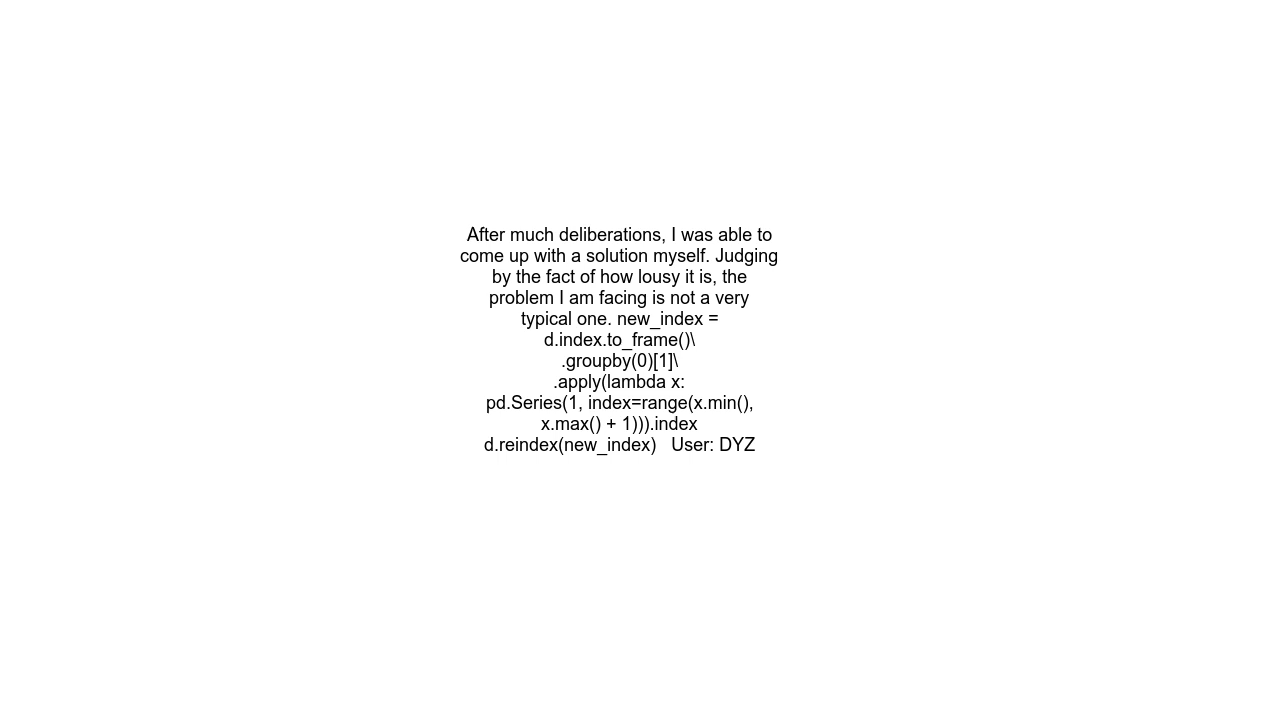 After much deliberations, I was able to
come up with a solution myself. Judging
by the fact of how lousy it is, the
problem I am facing is not a very
typical one. new_index =
d.index.to_frame()\
.groupby(0)[1]\
.apply(lambda x:
pd.Series(1, index=range(x.min(),
x.max() + 1))).index
d.reindex(new_index)   User: DYZ